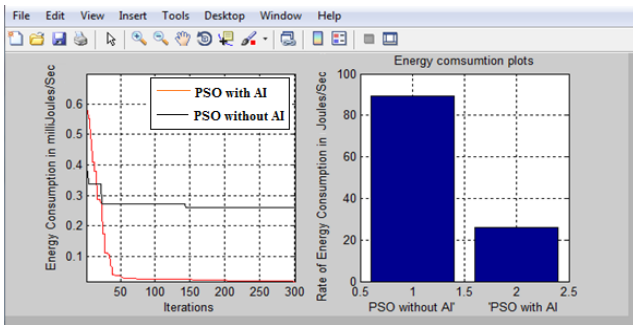 File Edit View Insert Tools Desktop Window Help
Energy Consumption in milliJoules/Sec
0.6
0.5
0.4
0.3
0.2
0.1
PSO with AI
PSO without AI
50 100 150 200 250 300
Iterations
Energy comsumtion plots
Rate of Energy Consumption in Joules/Sec
100
80
60
40
20
0
0.5 1 1.5 2 2.5
PSO without AI' 'PSO with AI